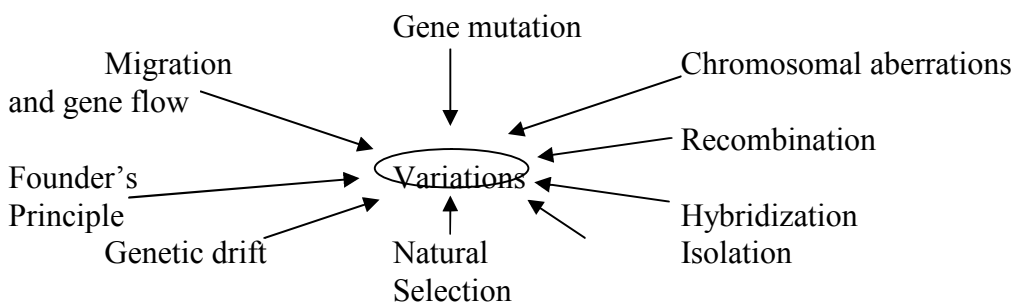 Gene mutation
Migration
and gene flow
Chromosomal aberrations
Recombination
Variations
Founder’s
Principle
Hybridization
Genetic drift
Natural
Selection
Isolation